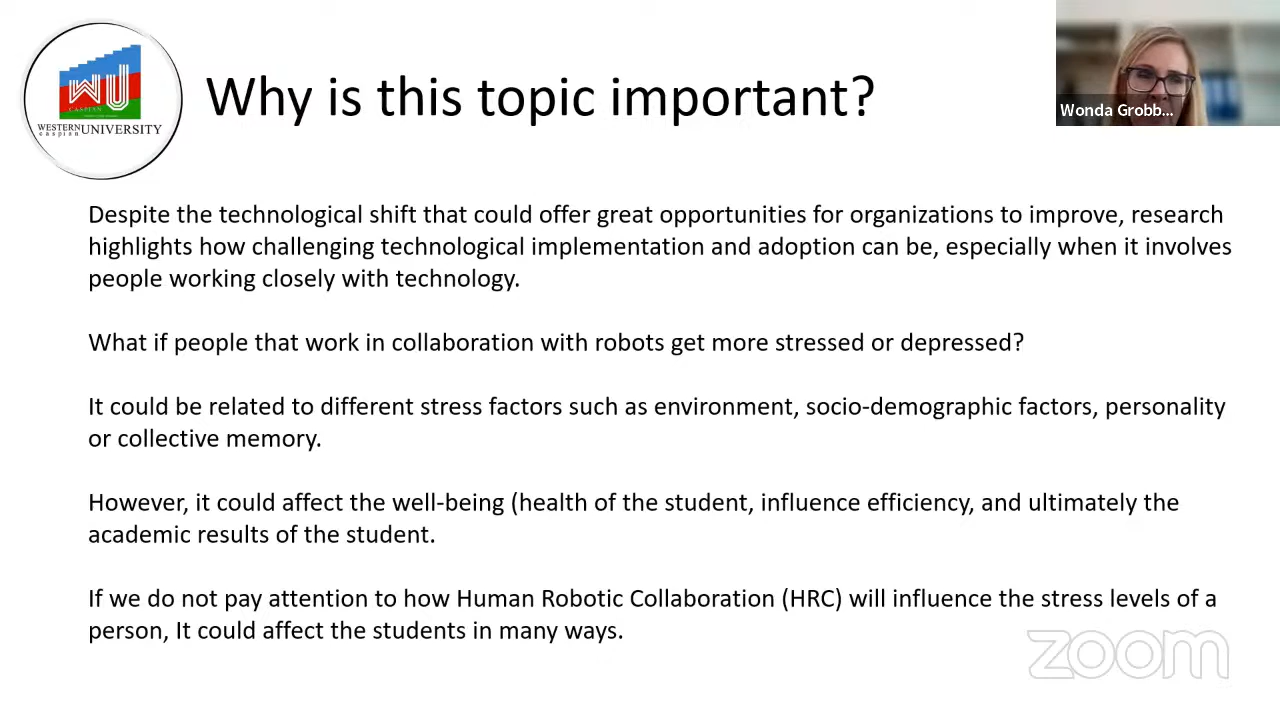 WU
CASPIAN
WESTERN UNIVERSITY
caspian
Why is this topic important?
Wonda Grobb...
Despite the technological shift that could offer great opportunities for organizations to improve, research
highlights how challenging technological implementation and adoption can be, especially when it involves
people working closely with technology.
What if people that work in collaboration with robots get more stressed or depressed?
It could be related to different stress factors such as environment, socio-demographic factors, personality
or collective memory.
However, it could affect the well-being (health of the student, influence efficiency, and ultimately the
academic results of the student.
If we do not pay attention to how Human Robotic Collaboration (HRC) will influence the stress levels of a
person, It could affect the students in many ways.
zoom